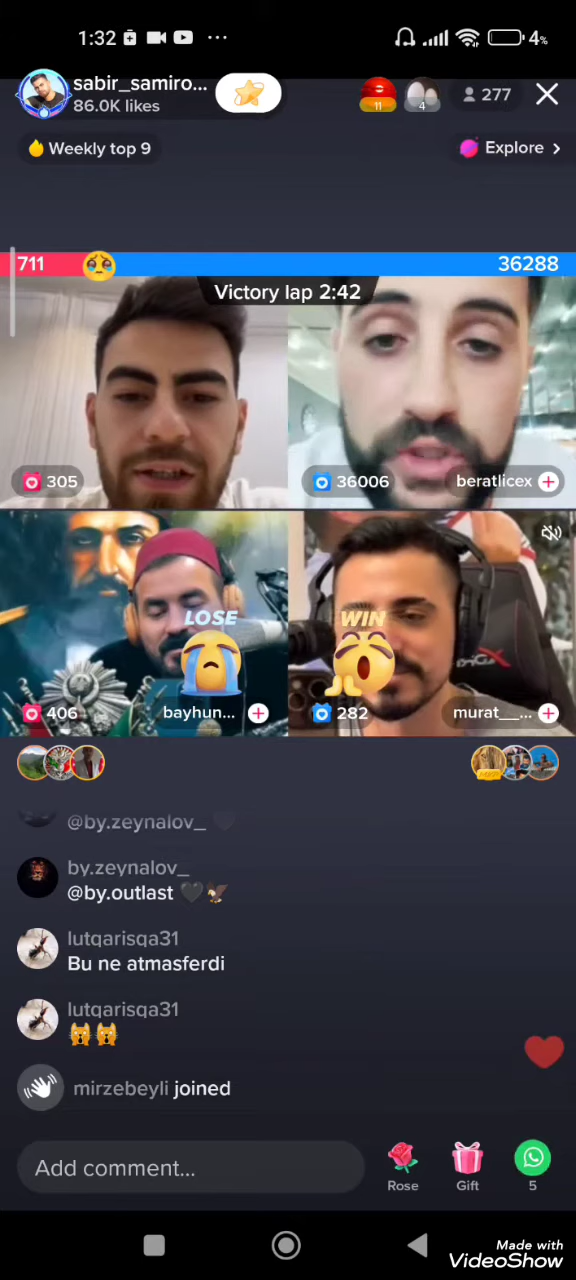 1:32
4%
sabir_samiro...
86.0K likes
11
4
277
Weekly top 9
Explore >
711
36288
Victory lap 2:42
305
36006
beratlicex
LOSE
WIN
406
bayhun...
282
murat__...
@by.zeynalov_
by.zeynalov_
@by.outlast 🖤🦅
lutqarisqa31
Bu ne atmasferdi
lutqarisqa31
🙀🙀
mirzebeyli joined
Add comment...
Rose
Gift
5
Made with
VideoShow